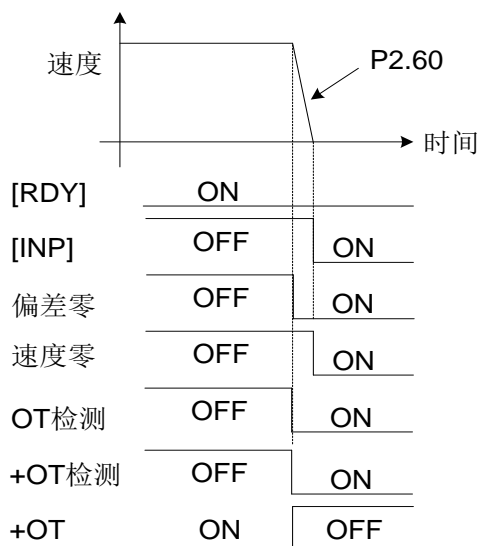 速度
P2.60
时间
[RDY] ON
[INP] OFF ON
偏差零 OFF ON
速度零 OFF ON
OT检测 OFF ON
+OT检测 OFF ON
+OT ON OFF